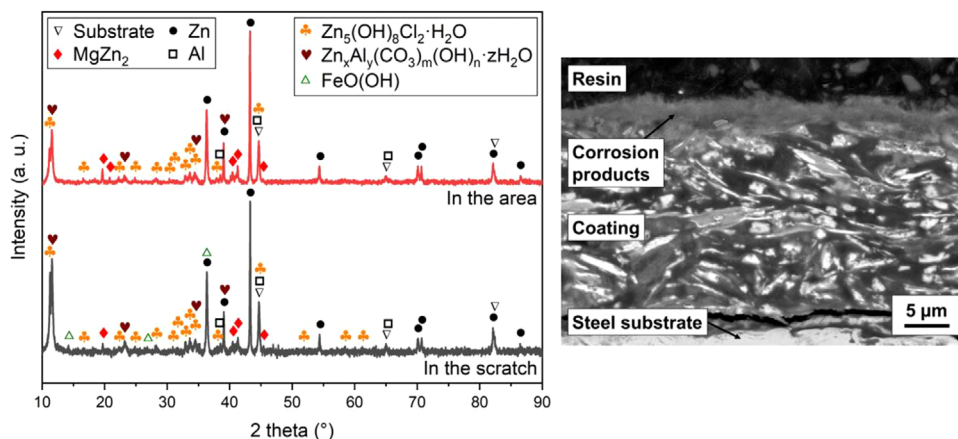 Substrate
Zn
MgZn2
Al
Zn5(OH)8Cl2·H2O
ZnxAly(CO3)m(OH)n·zH2O
FeO(OH)
Intensity (a. u.)
In the area
In the scratch
10 20 30 40 50 60 70 80 90
2 theta (°)
Resin
Corrosion
products
Coating
Steel substrate
5 µm